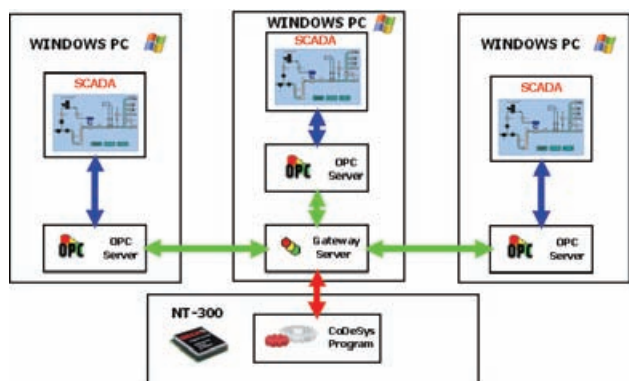 WINDOWS PC
SCADA
OPC
OPC
Server
WINDOWS PC
SCADA
OPC
OPC
Server
Gateway
Server
WINDOWS PC
SCADA
OPC
OPC
Server
NT-300
CoDeSys
Program